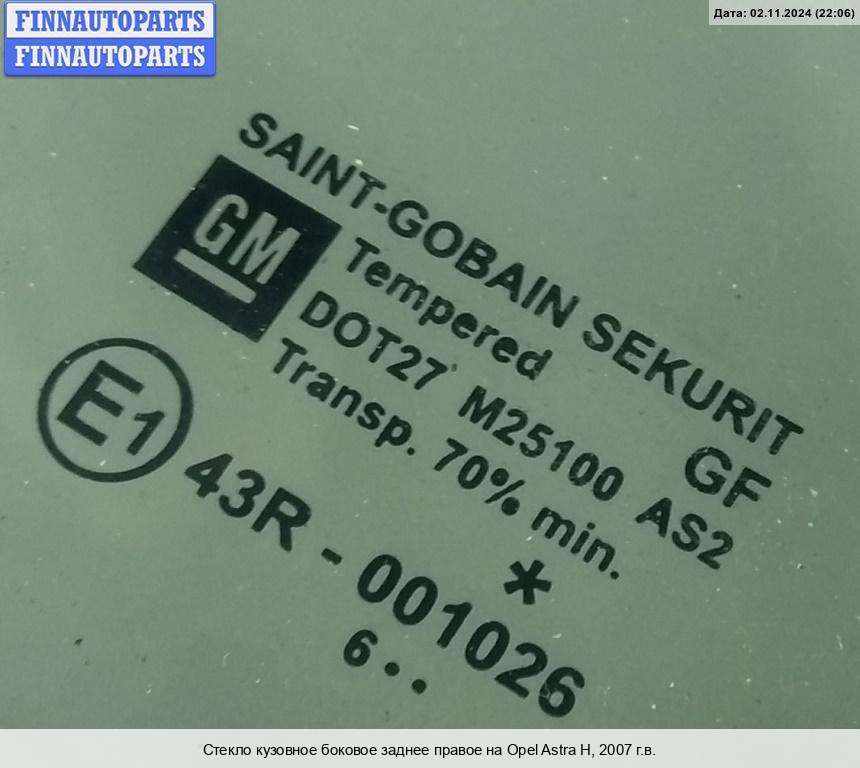 FINNAUTOPARTS
FINNAUTOPARTS
Дата: 02.11.2024 (22:06)
SAINT-GOBAIN SEKURIT
GM
Tempered GF
DOT27 M25100 AS2
Transp. 70% min.
E1
43R - 001026
*
6 • •
Стекло кузовное боковое заднее правое на Opel Astra H, 2007 г.в.